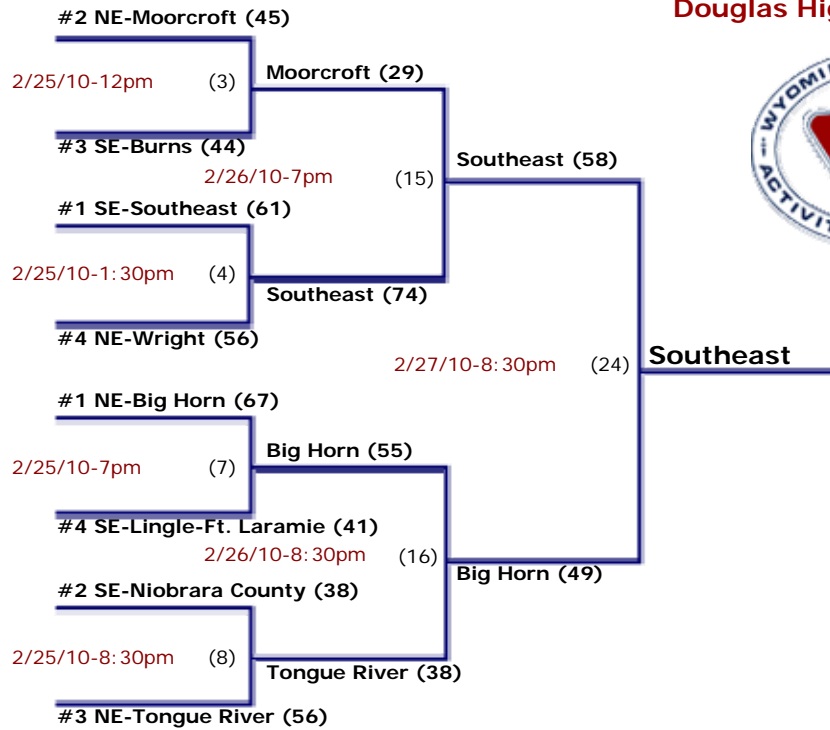 Douglas Hig
#2 NE-Moorcroft (45)
2/25/10-12pm (3)
Moorcroft (29)
#3 SE-Burns (44)
2/26/10-7pm (15)
Southeast (58)
#1 SE-Southeast (61)
2/25/10-1:30pm (4)
Southeast (74)
#4 NE-Wright (56)
2/27/10-8:30pm (24)
Southeast
#1 NE-Big Horn (67)
2/25/10-7pm (7)
Big Horn (55)
#4 SE-Lingle-Ft. Laramie (41)
2/26/10-8:30pm (16)
Big Horn (49)
#2 SE-Niobrara County (38)
2/25/10-8:30pm (8)
Tongue River (38)
#3 NE-Tongue River (56)
WYOMI
ACTIVIT